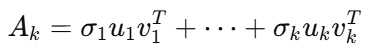 A_k = σ_1 u_1 v_1^T + ⋯ + σ_k u_k v_k^T